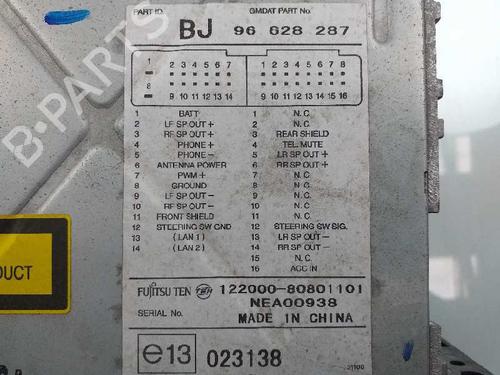 PART ID. GMDAT PART No.
BJ 96 628 287
1 2 3 4 5 6 7 1 2 3 4 5 6 7 8
8 9 10 11 12 13 14 9 10 11 12 13 14 15 16
1 BATT 1 N.C.
2 LF SP OUT + 2 N.C.
3 RF SP OUT + 3 REAR SHIELD
4 PHONE + 4 TEL MUTE
5 PHONE - 5 LR SP OUT +
6 ANTENNA POWER 6 RR SP OUT +
7 PWM + 7 N.C.
8 GROUND 8 N.C.
9 LF SP OUT - 9 N.C.
10 RF SP OUT - 10 N.C.
11 FRONT SHIELD 11 N.C.
12 STEERING SW GND 12 STEERING SW SIG.
13 (LAN 1) 13 LR SP OUT -
14 (LAN 2) 14 RR SP OUT -
15 N.C.
16 ACC IN
DUCT
FUJITSU TEN TEN 122000-80801101
NEA00938
SERIAL No. MADE IN CHINA
e13 023138
B-PARTS